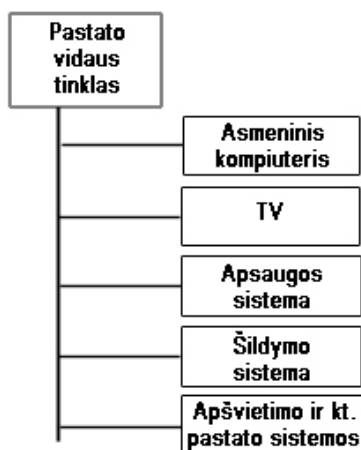 Pastato
vidaus
tinklas
Asmeninis
kompiuteris
TV
Apsaugos
sistema
Šildymo
sistema
Apšvietimo ir kt.
pastato sistemos